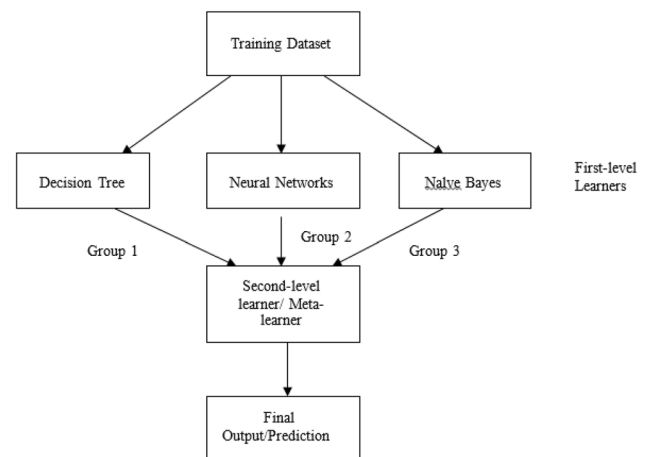 Training Dataset
Decision Tree
Neural Networks
Nalve Bayes
First-level
Learners
Group 1
Group 2
Group 3
Second-level
learner/ Meta-
learner
Final
Output/Prediction